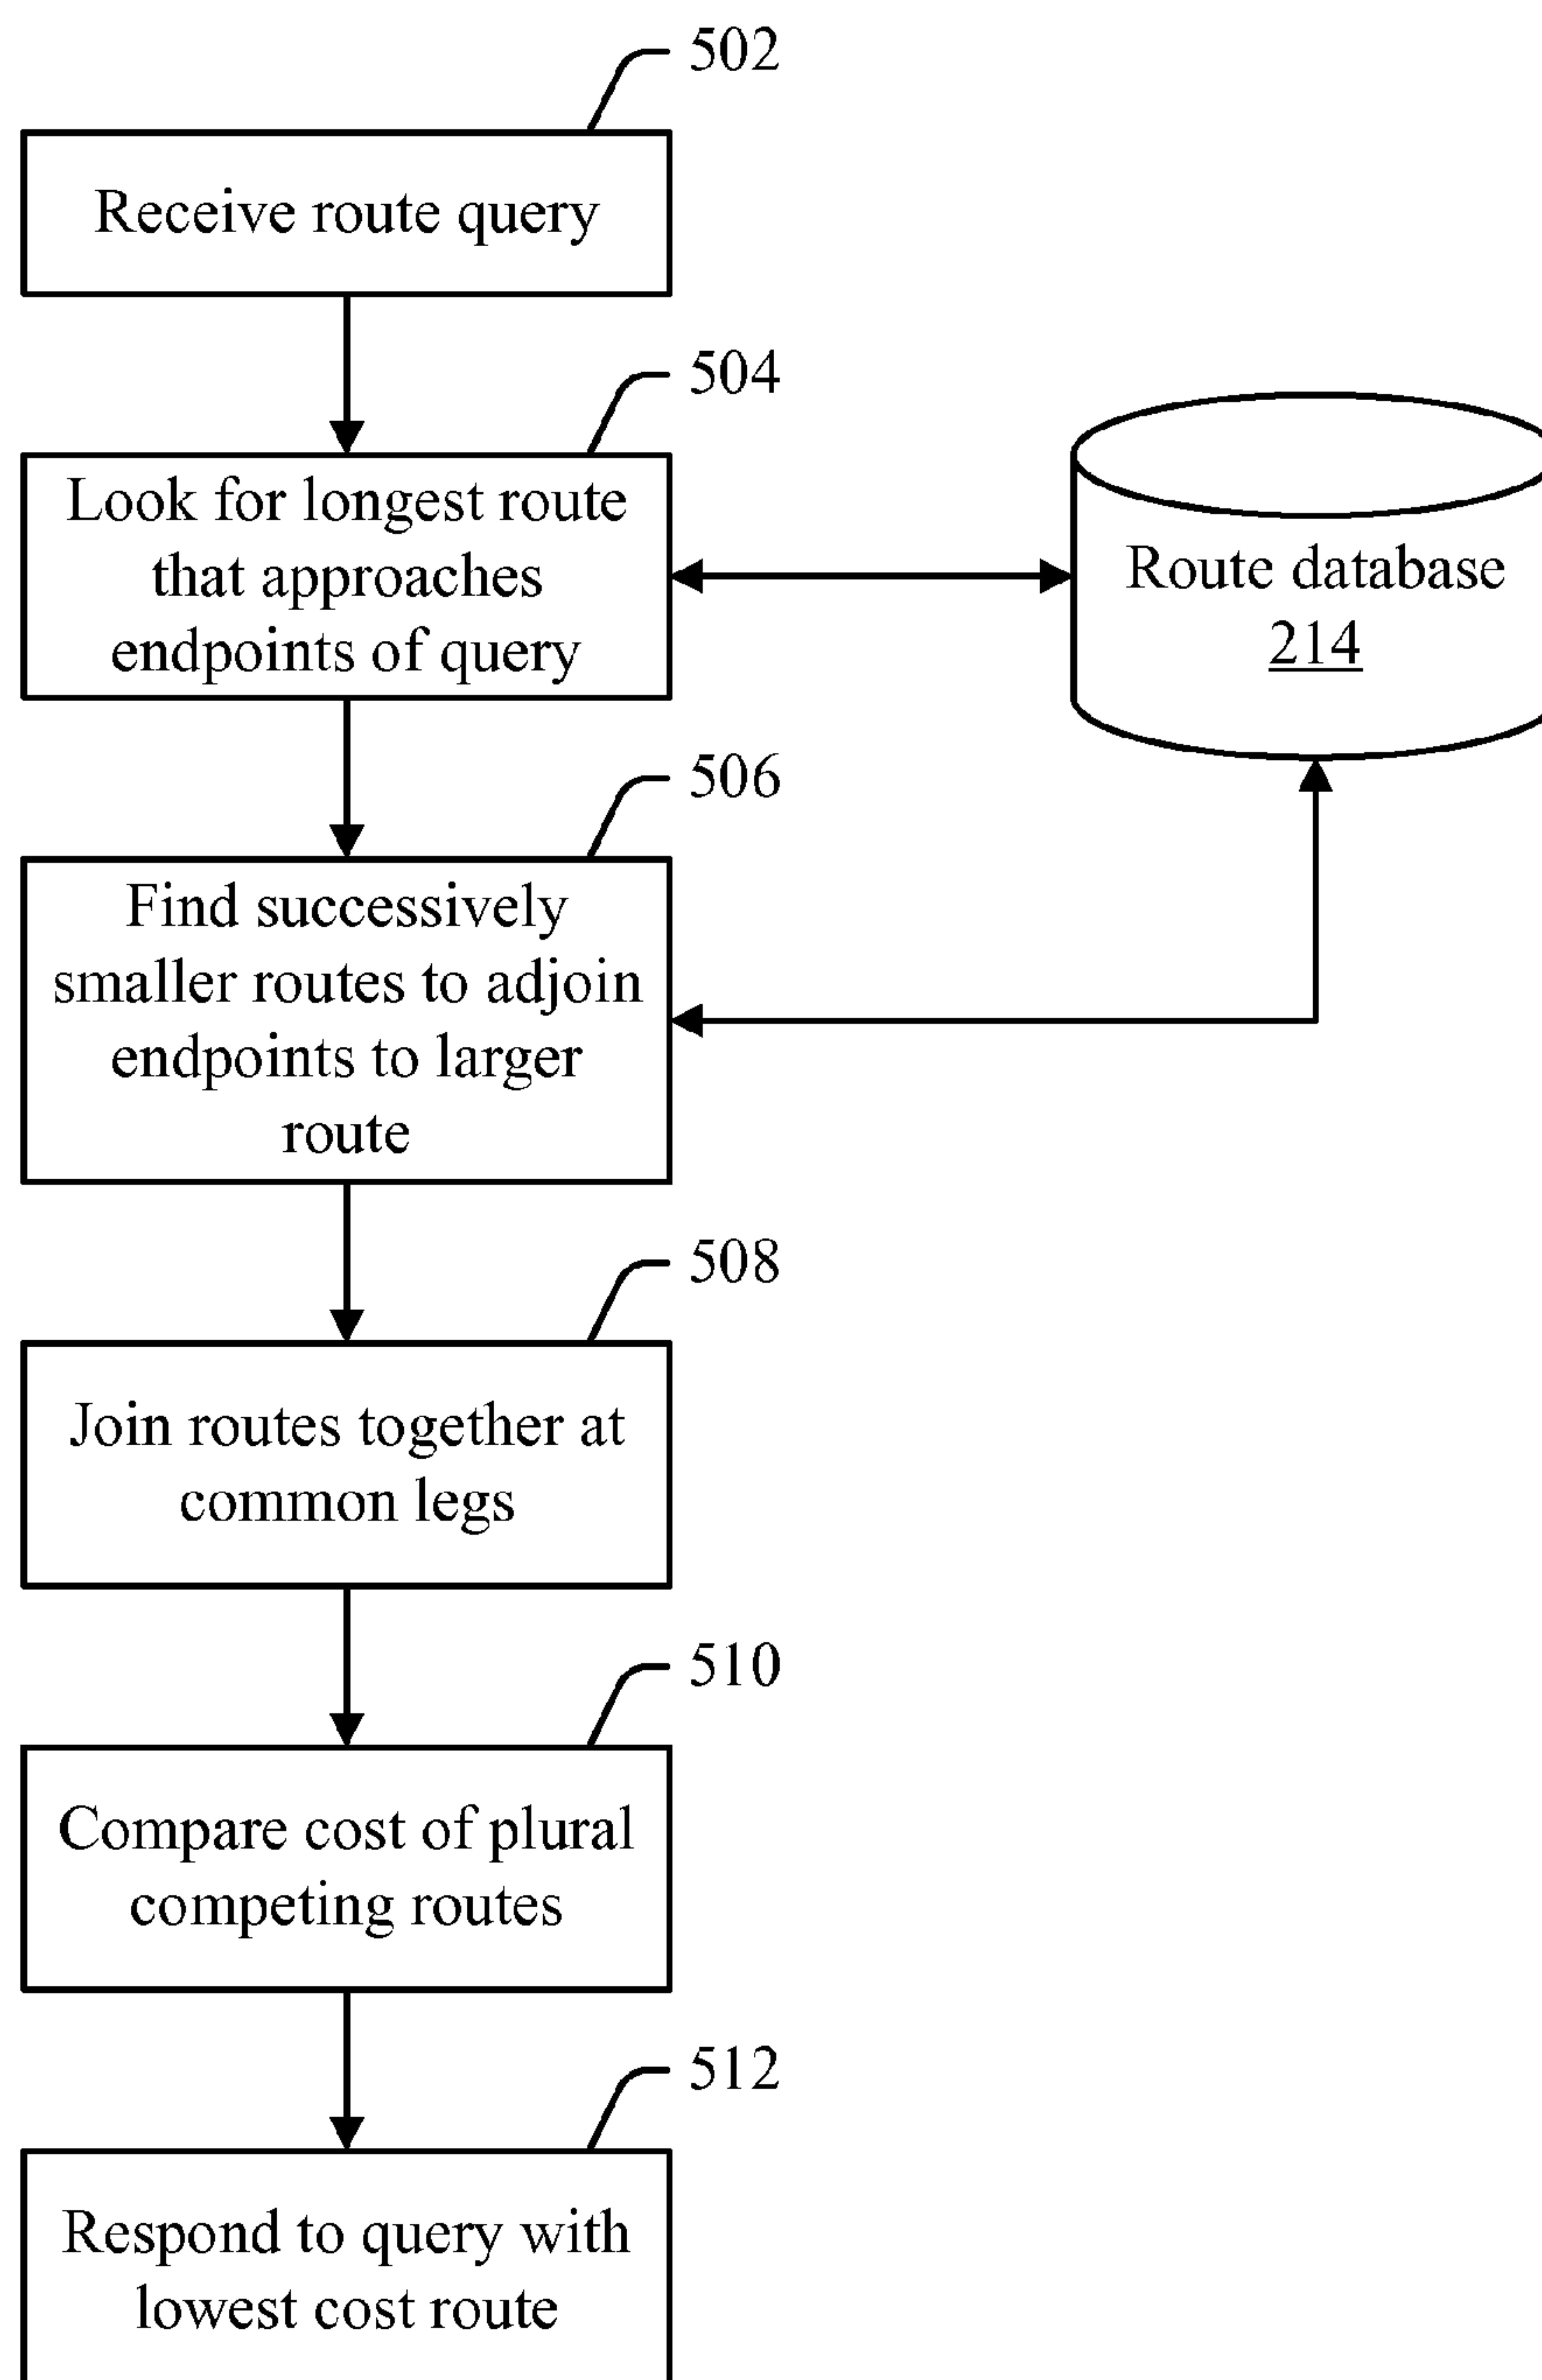 502
Receive route query
504
Look for longest route
that approaches
endpoints of query
Route database
214
506
Find successively
smaller routes to adjoin
endpoints to larger
route
508
Join routes together at
common legs
510
Compare cost of plural
competing routes
512
Respond to query with
lowest cost route